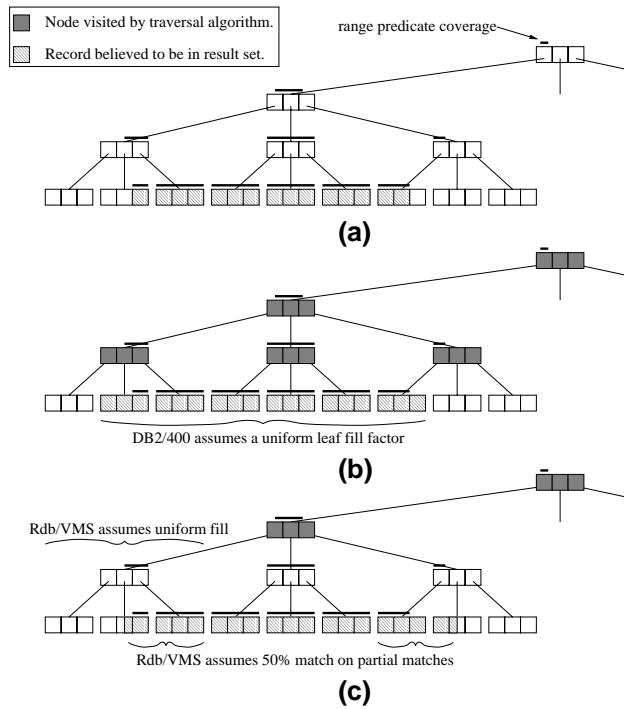 Node visited by traversal algorithm.
Record believed to be in result set.
range predicate coverage
(a)
DB2/400 assumes a uniform leaf fill factor
(b)
Rdb/VMS assumes uniform fill
Rdb/VMS assumes 50% match on partial matches
(c)